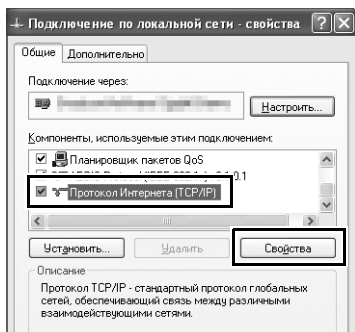 Подключение по локальной сети - свойства
Общие Дополнительно
Подключение через:
Настроить...
Компоненты, используемые этим подключением:
Планировщик пакетов QoS
0.1
Протокол Интернета (TCP/IP)
Установить... Удалить Свойства
Описание
Протокол TCP/IP - стандартный протокол глобальных
сетей, обеспечивающий связь между различными
взаимодействующими сетями.